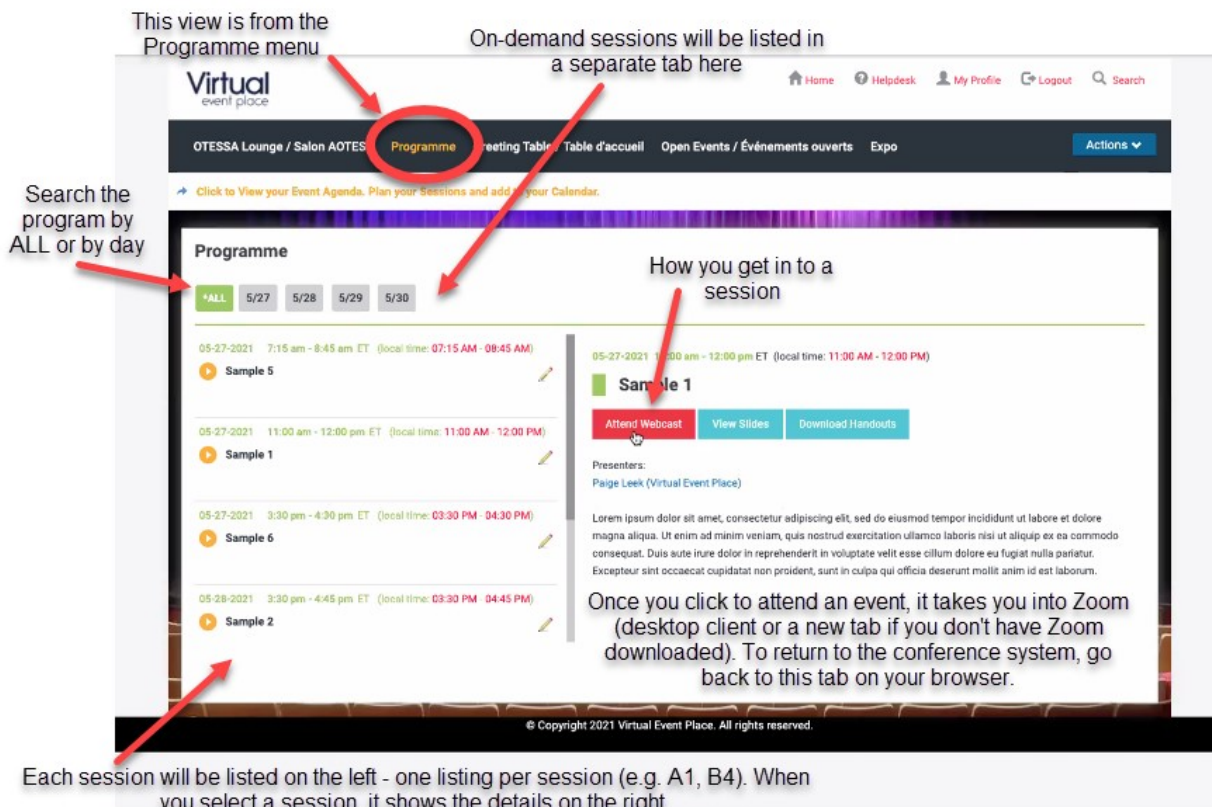 This view is from the
Programme menu
On-demand sessions will be listed in
a separate tab here
Virtual
event place
Home Helpdesk My Profile Logout Search
OTESSA Lounge / Salon AOTES Programme reeting Table Table d'accueil Open Events / Événements ouverts Expo Actions
Click to View your Event Agenda. Plan your Sessions and add to your Calendar.
Search the
program by
ALL or by day
Programme
How you get in to a
session
*ALL 5/27 5/28 5/29 5/30
05-27-2021 7:15 am - 8:45 am ET (local time: 07:15 AM - 08:45 AM)
Sample 5
05-27-2021 11:00 am - 12:00 pm ET (local time: 11:00 AM - 12:00 PM)
Sample 1
05-27-2021 3:30 pm - 4:30 pm ET (local time: 03:30 PM - 04:30 PM)
Sample 6
05-28-2021 3:30 pm - 4:45 pm ET (local time: 03:30 PM - 04:45 PM)
Sample 2
05-27-2021 am - 12:00 pm ET (local time: 11:00 AM - 12:00 PM)
Sample 1
Attend Webcast View Slides Download Handouts
Presenters:
Paige Leek (Virtual Event Place)
Lorem ipsum dolor sit amet, consectetur adipiscing elit, sed do eiusmod tempor incididunt ut labore et dolore
magna aliqua. Ut enim ad minim veniam, quis nostrud exercitation ullamco laboris nisi ut aliquip ex ea commodo
consequat. Duis aute irure dolor in reprehenderit in voluptate velit esse cillum dolore eu fugiat nulla pariatur.
Excepteur sint occaecat cupidatat non proident, sunt in culpa qui officia deserunt mollit anim id est laborum.
Once you click to attend an event, it takes you into Zoom
(desktop client or a new tab if you don't have Zoom
downloaded). To return to the conference system, go
back to this tab on your browser.
© Copyright 2021 Virtual Event Place. All rights reserved.
Each session will be listed on the left - one listing per session (e.g. A1, B4). When
you select a session, it shows the details on the right